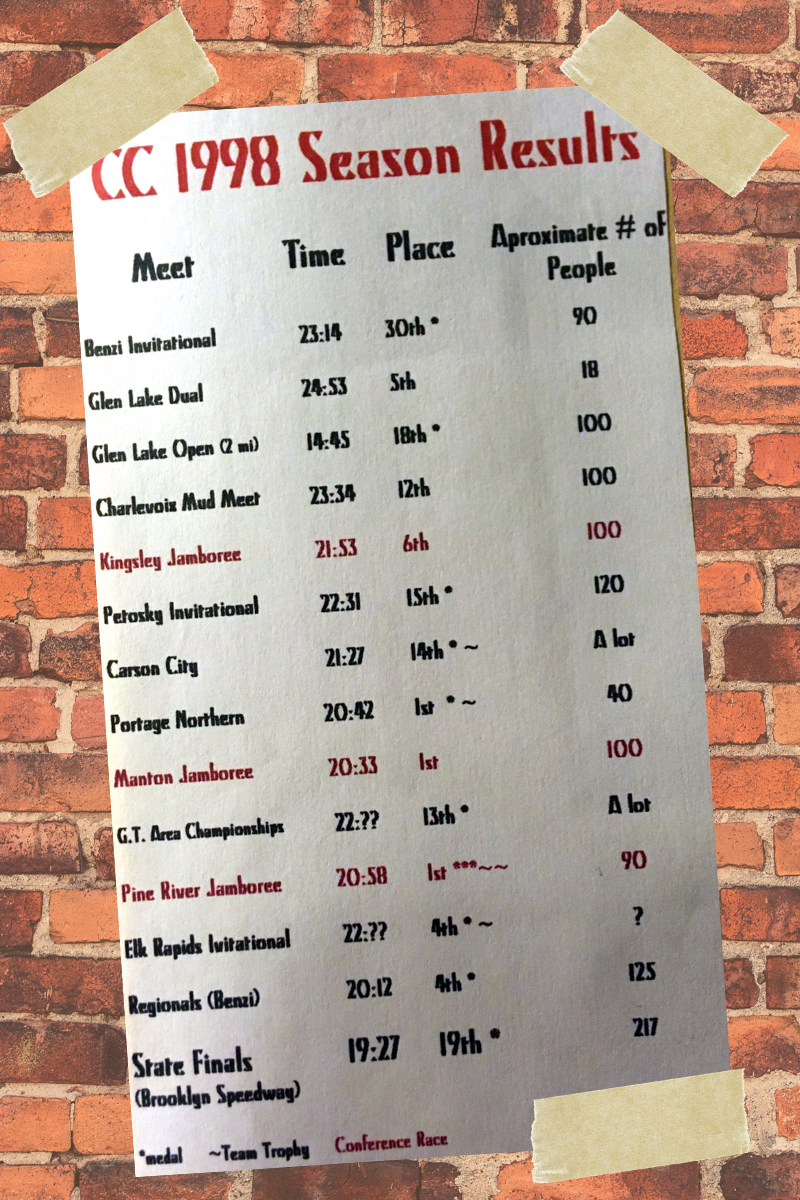 CC 1998 Season Results
Meet Time Place Aproximate # of
People
Benzi Invitational 23:14 30th * 90
Glen Lake Dual 24:53 5th 18
Glen Lake Open (2 mi) 14:45 18th * 100
Charlevoix Mud Meet 23:34 12th 100
Kingsley Jamboree 21:53 6th 100
Petosky Invitational 22:31 15th * 120
Carson City 21:27 14th * ~ A lot
Portage Northern 20:42 1st * ~ 40
Manton Jamboree 20:33 1st 100
G.T. Area Championships 22:?? 13th * A lot
Pine River Jamboree 20:58 1st ***~~ 90
Elk Rapids Ivitational 22:?? 4th * ~ ?
Regionals (Benzi) 20:12 4th * 125
State Finals 19:27 19th * 217
(Brooklyn Speedway)
*medal ~Team Trophy Conference Race